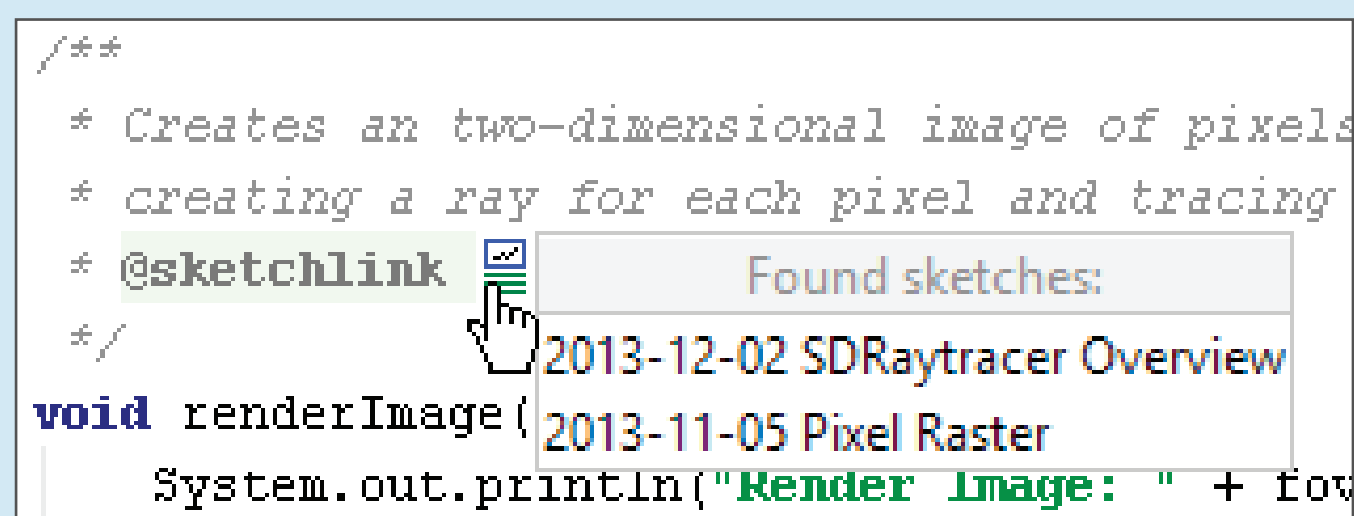 /**
* Creates an two-dimensional image of pixels
* creating a ray for each pixel and tracing
* @sketchlink
Found sketches:
*/
2013-12-02 SDRaytracer Overview
void renderImage(
2013-11-05 Pixel Raster
System.out.println("Render Image: " + fov